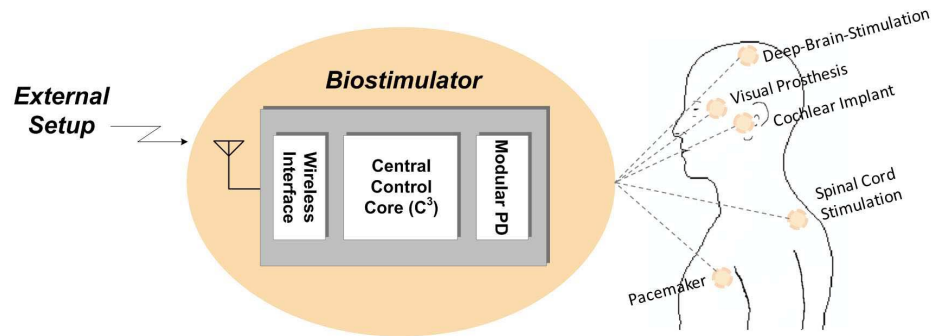 External
Setup
Biostimulator
Wireless
Interface
Central
Control
Core (C³)
Modular PD
Deep-Brain-Stimulation
Visual Prosthesis
Cochlear Implant
Spinal Cord
Stimulation
Pacemaker